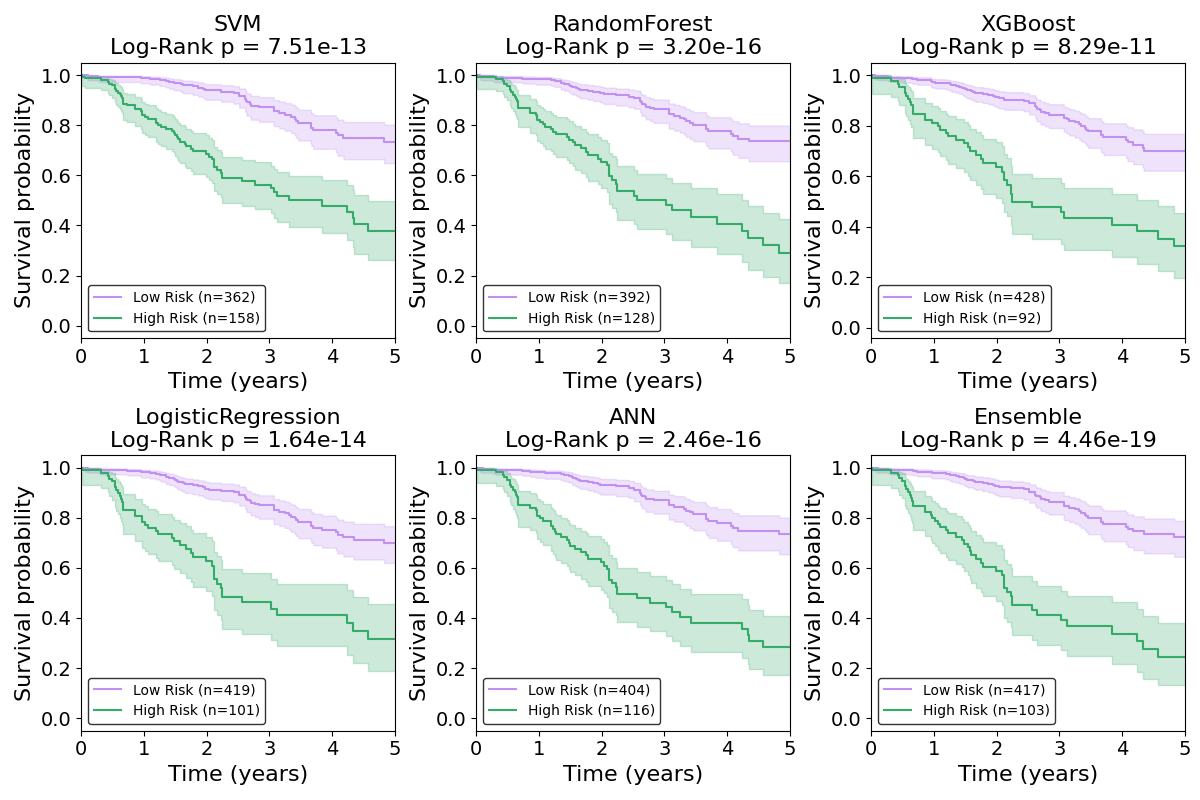 SVM
Log-Rank p = 7.51e-13
Survival probability
1.0
0.8
0.6
0.4
0.2
0.0
Low Risk (n=362)
High Risk (n=158)
0 1 2 3 4 5
Time (years)
RandomForest
Log-Rank p = 3.20e-16
Survival probability
1.0
0.8
0.6
0.4
0.2
0.0
Low Risk (n=392)
High Risk (n=128)
0 1 2 3 4 5
Time (years)
XGBoost
Log-Rank p = 8.29e-11
Survival probability
1.0
0.8
0.6
0.4
0.2
0.0
Low Risk (n=428)
High Risk (n=92)
0 1 2 3 4 5
Time (years)
LogisticRegression
Log-Rank p = 1.64e-14
Survival probability
1.0
0.8
0.6
0.4
0.2
0.0
Low Risk (n=419)
High Risk (n=101)
0 1 2 3 4 5
Time (years)
ANN
Log-Rank p = 2.46e-16
Survival probability
1.0
0.8
0.6
0.4
0.2
0.0
Low Risk (n=404)
High Risk (n=116)
0 1 2 3 4 5
Time (years)
Ensemble
Log-Rank p = 4.46e-19
Survival probability
1.0
0.8
0.6
0.4
0.2
0.0
Low Risk (n=417)
High Risk (n=103)
0 1 2 3 4 5
Time (years)